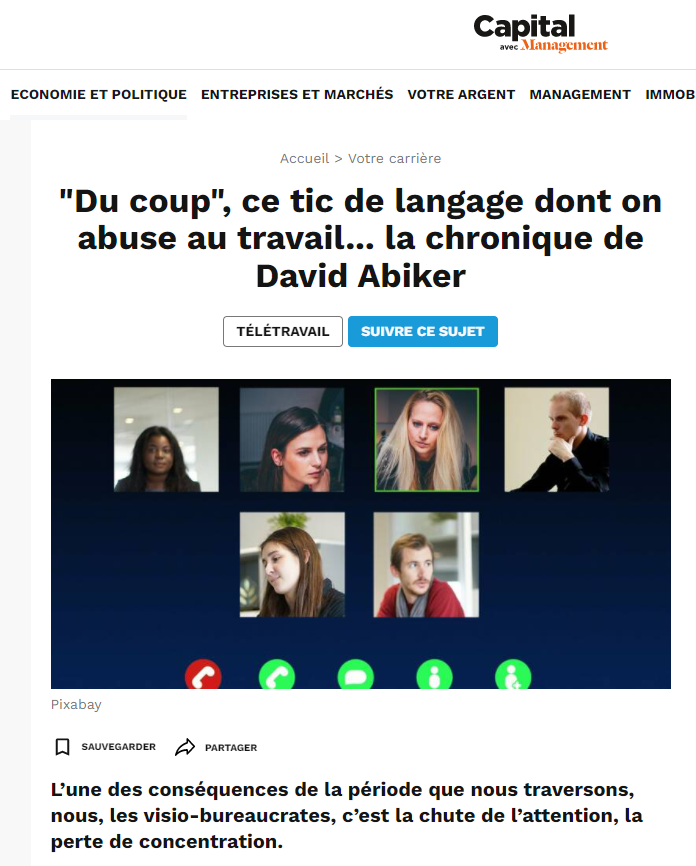 Capital
avec Management
ECONOMIE ET POLITIQUE ENTREPRISES ET MARCHÉS VOTRE ARGENT MANAGEMENT IMMOB
Accueil > Votre carrière
"Du coup", ce tic de langage dont on
abuse au travail... la chronique de
David Abiker
TÉLÉTRAVAIL SUIVRE CE SUJET
Pixabay
SAUVEGARDER PARTAGER
L’une des conséquences de la période que nous traversons,
nous, les visio-bureaucrates, c’est la chute de l’attention, la
perte de concentration.